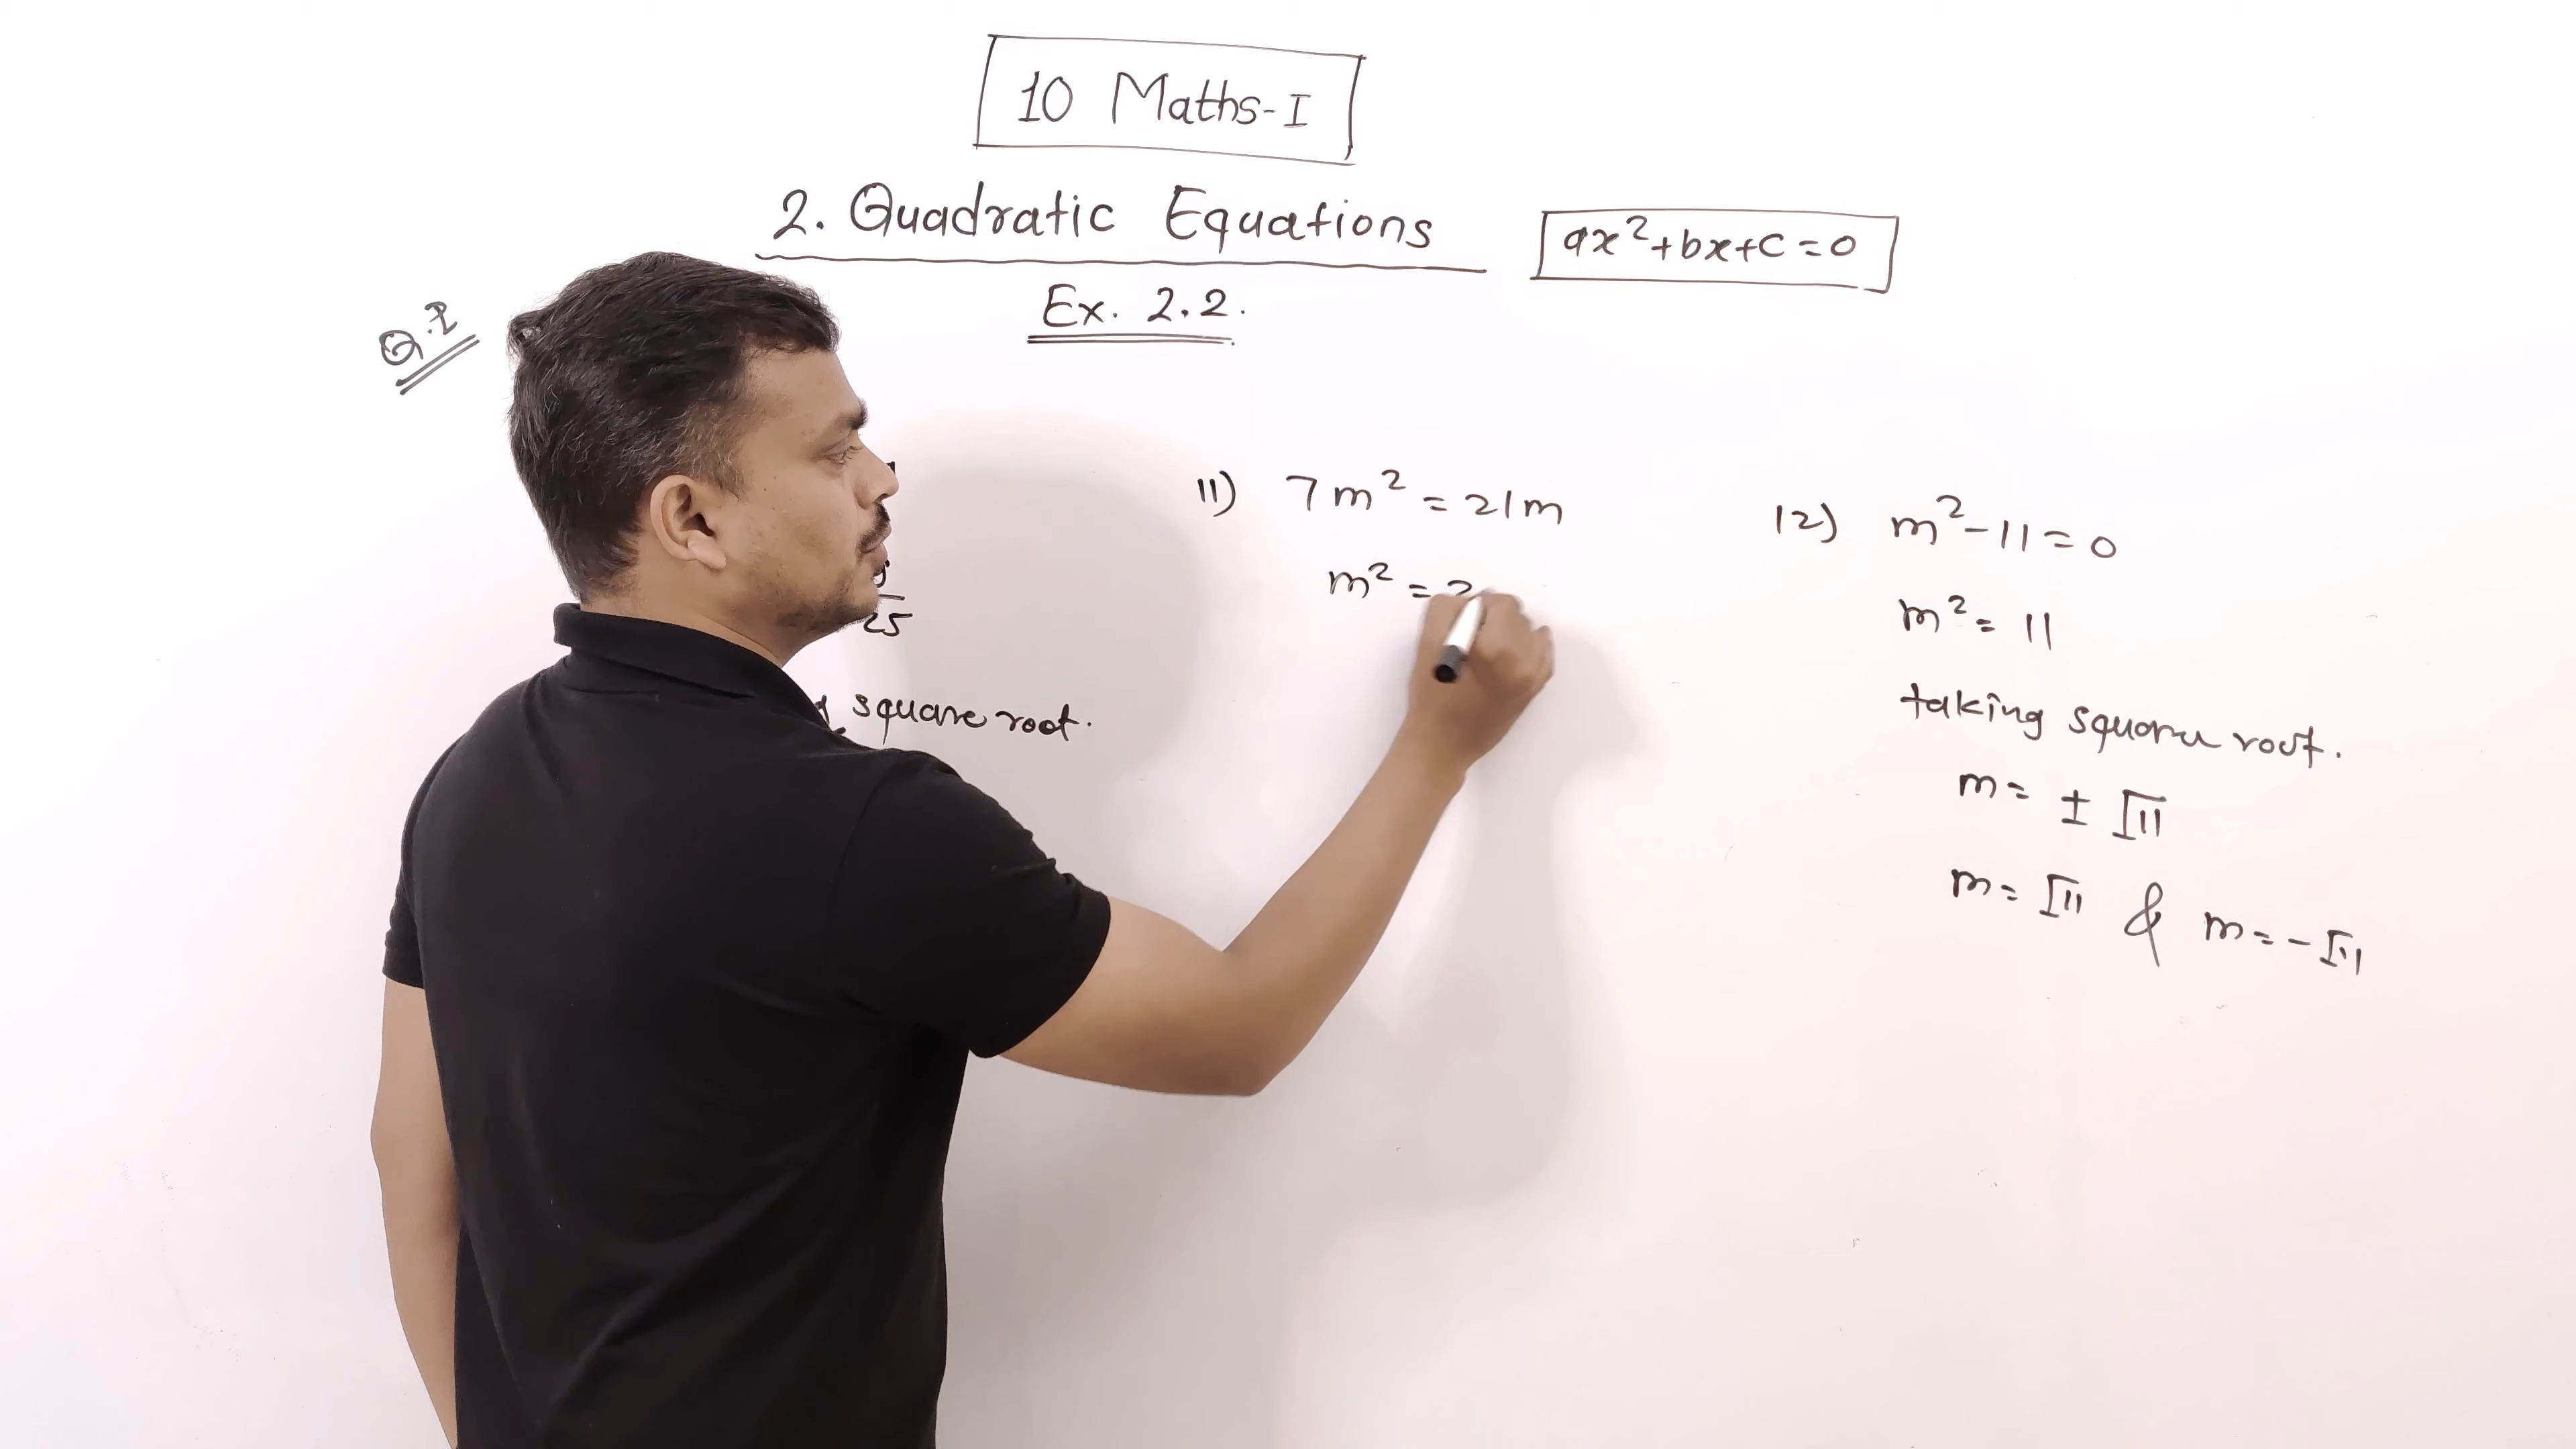 10 Maths-I
2. Quadratic Equations
ax²+bx+c=0
Ex. 2.2.
25
square root.
11) 7m² = 21m
m² = 2
12) m²-11=0
m² = 11
taking square root.
m = ± √11
m = √11 & m = -√11